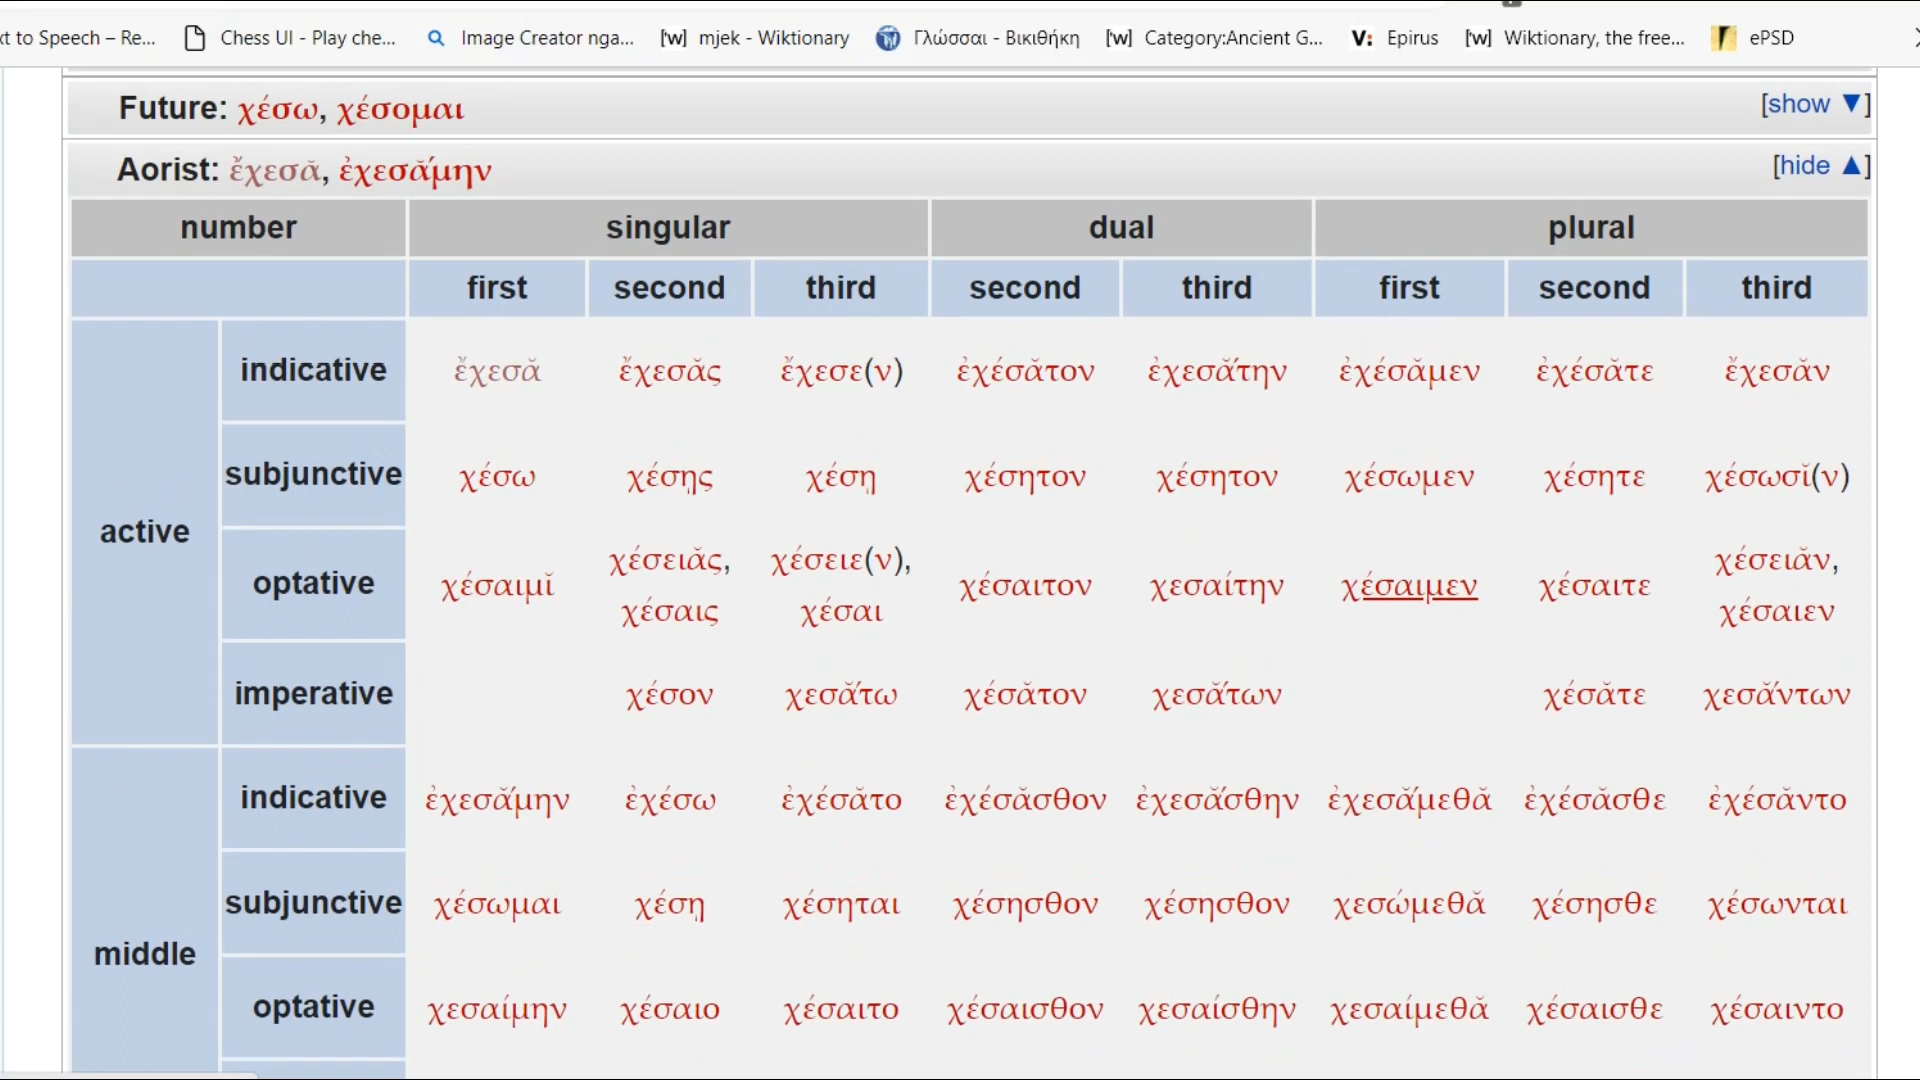 xt to Speech – Re... Chess UI - Play che... Image Creator nga... ['w] mjek - Wiktionary Γλώσσαι - Βικιθήκη ['w] Category:Ancient G... V: Epirus ['w] Wiktionary, the free... ePSD
Future: χέσω, χέσομαι [show ▼]
Aorist: ἔχεσᾰ, ἐχεσᾰ́μην [hide ▲]
number singular dual plural
first second third second third first second third
active
indicative ἔχεσᾰ ἔχεσᾰς ἔχεσε(ν) ἐχέσᾰτον ἐχεσᾰ́την ἐχέσᾰμεν ἐχέσᾰτε ἔχεσᾰν
subjunctive χέσω χέσῃς χέσῃ χέσητον χέσητον χέσωμεν χέσητε χέσωσῐ(ν)
optative χέσαιμῐ χέσειᾰς, χέσαις χέσειε(ν), χέσαι χέσαιτον χεσαίτην χέσαιμεν χέσαιτε χέσειᾰν, χέσαιεν
imperative χέσον χεσᾰ́τω χέσᾰτον χεσᾰ́των χέσᾰτε χεσᾰ́ντων
middle
indicative ἐχεσᾰ́μην ἐχέσω ἐχέσᾰτο ἐχέσᾰσθον ἐχεσᾰ́σθην ἐχεσᾰ́μεθᾰ ἐχέσᾰσθε ἐχέσᾰντο
subjunctive χέσωμαι χέσῃ χέσηται χέσησθον χέσησθον χεσώμεθᾰ χέσησθε χέσωνται
optative χεσαίμην χέσαιο χέσαιτο χέσαισθον χεσαίσθην χεσαίμεθᾰ χέσαισθε χέσαιντο